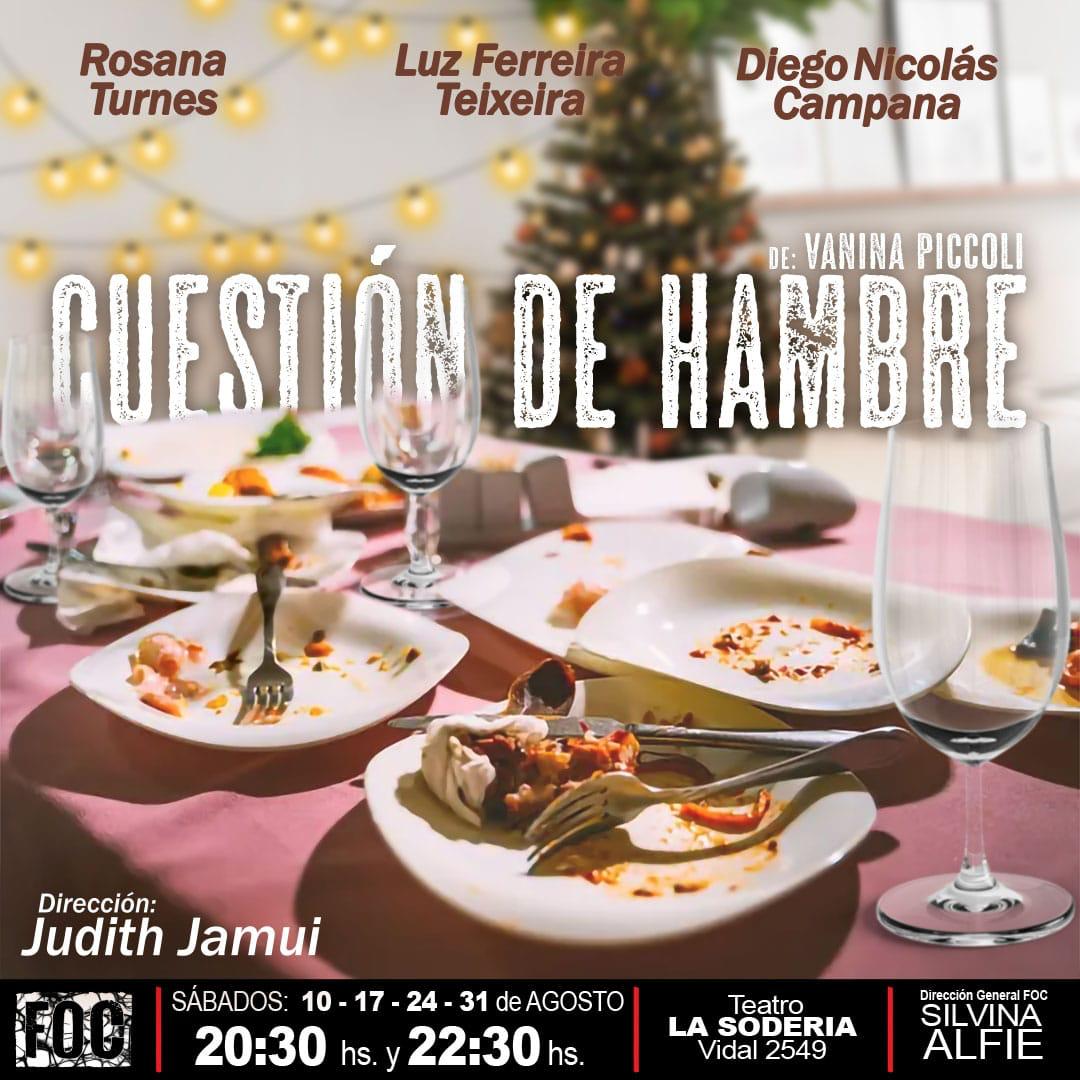 Rosana
Turnes
Luz Ferreira
Teixeira
Diego Nicolás
Campana
DE: VANINA PICCOLI
CUESTIÓN DE HAMBRE
Dirección:
Judith Jamui
FOC
SÁBADOS: 10 - 17 - 24 - 31 de AGOSTO
20:30 hs. y 22:30 hs.
Teatro
LA SODERIA
Vidal 2549
Dirección General FOC
SILVINA
ALFIE